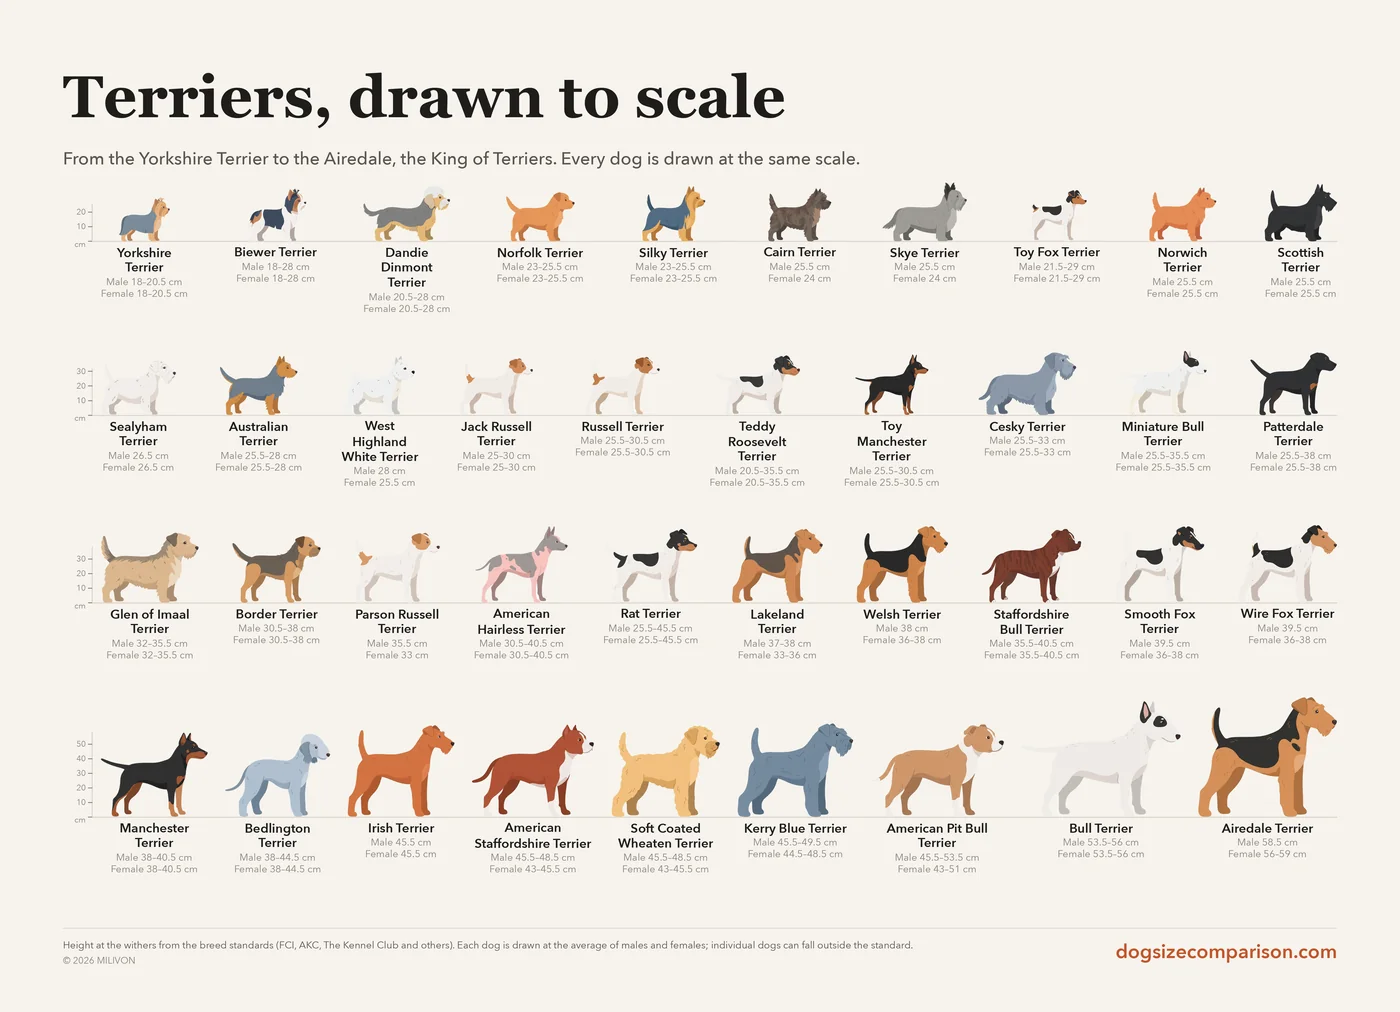 Terriers, drawn to scale
From the Yorkshire Terrier to the Airedale, the King of Terriers. Every dog is drawn at the same scale.
20
10
cm
Yorkshire
Terrier
Male 18-20.5 cm
Female 18-20.5 cm
Biewer Terrier
Male 18-28 cm
Female 18-28 cm
Dandie
Dinmont
Terrier
Male 20.5-28 cm
Female 20.5-28 cm
Norfolk Terrier
Male 23-25.5 cm
Female 23-25.5 cm
Silky Terrier
Male 23-25.5 cm
Female 23-25.5 cm
Cairn Terrier
Male 25.5 cm
Female 24 cm
Skye Terrier
Male 25.5 cm
Female 24 cm
Toy Fox Terrier
Male 21.5-29 cm
Female 21.5-29 cm
Norwich
Terrier
Male 25.5 cm
Female 25.5 cm
Scottish
Terrier
Male 25.5 cm
Female 25.5 cm
30
20
10
cm
Sealyham
Terrier
Male 26.5 cm
Female 26.5 cm
Australian
Terrier
Male 25.5-28 cm
Female 25.5-28 cm
West
Highland
White Terrier
Male 28 cm
Female 25.5 cm
Jack Russell
Terrier
Male 25-30 cm
Female 25-30 cm
Russell Terrier
Male 25.5-30.5 cm
Female 25.5-30.5 cm
Teddy
Roosevelt
Terrier
Male 20.5-35.5 cm
Female 20.5-35.5 cm
Toy
Manchester
Terrier
Male 25.5-30.5 cm
Female 25.5-30.5 cm
Cesky Terrier
Male 25.5-33 cm
Female 25.5-33 cm
Miniature Bull
Terrier
Male 25.5-35.5 cm
Female 25.5-35.5 cm
Patterdale
Terrier
Male 25.5-38 cm
Female 25.5-38 cm
30
20
10
cm
Glen of Imaal
Terrier
Male 32-35.5 cm
Female 32-35.5 cm
Border Terrier
Male 30.5-38 cm
Female 30.5-38 cm
Parson Russell
Terrier
Male 35.5 cm
Female 33 cm
American
Hairless Terrier
Male 30.5-40.5 cm
Female 30.5-40.5 cm
Rat Terrier
Male 25.5-45.5 cm
Female 25.5-45.5 cm
Lakeland
Terrier
Male 37-38 cm
Female 33-36 cm
Welsh Terrier
Male 38 cm
Female 36-38 cm
Staffordshire
Bull Terrier
Male 35.5-40.5 cm
Female 35.5-40.5 cm
Smooth Fox
Terrier
Male 39.5 cm
Female 36-38 cm
Wire Fox Terrier
Male 39.5 cm
Female 36-38 cm
50
40
30
20
10
cm
Manchester
Terrier
Male 38-40.5 cm
Female 38-40.5 cm
Bedlington
Terrier
Male 38-44.5 cm
Female 38-44.5 cm
Irish Terrier
Male 45.5 cm
Female 45.5 cm
American
Staffordshire Terrier
Male 45.5-48.5 cm
Female 43-45.5 cm
Soft Coated
Wheaten Terrier
Male 45.5-48.5 cm
Female 43-45.5 cm
Kerry Blue Terrier
Male 45.5-49.5 cm
Female 44.5-48.5 cm
American Pit Bull
Terrier
Male 45.5-53.5 cm
Female 43-51 cm
Bull Terrier
Male 53.5-56 cm
Female 53.5-56 cm
Airedale Terrier
Male 58.5 cm
Female 56-59 cm
Height at the withers from the breed standards (FCI, AKC, The Kennel Club and others). Each dog is drawn at the average of males and females; individual dogs can fall outside the standard.
© 2026 MILIVON
dogsizecomparison.com